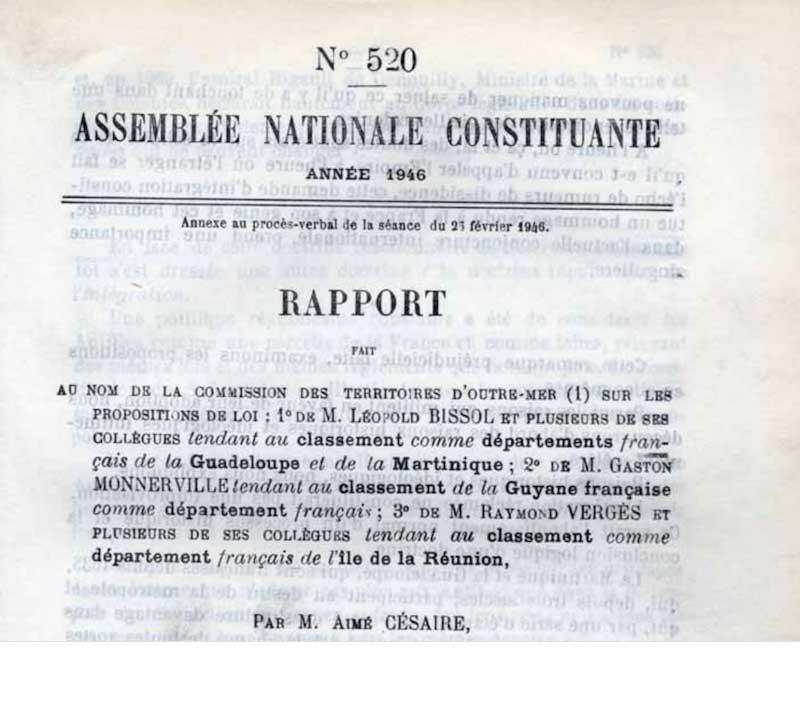 N° 520
ASSEMBLÉE NATIONALE CONSTITUANTE
ANNÉE 1946
Annexe au procès-verbal de la séance du 26 février 1946.
RAPPORT
FAIT
AU NOM DE LA COMMISSION DES TERRITOIRES D'OUTRE-MER (1) SUR LES
PROPOSITIONS DE LOI : 1° DE M. LÉOPOLD BISSOL ET PLUSIEURS DE SES
COLLÈGUES tendant au classement comme départements fran-
çais de la Guadeloupe et de la Martinique ; 2° DE M. GASTON
MONNERVILLE tendant au classement de la Guyane française
comme département français ; 3° DE M. RAYMOND VERGÈS ET
PLUSIEURS DE SES COLLÈGUES tendant au classement comme
département français de l'île de la Réunion,
PAR M. AIMÉ CÉSAIRE,